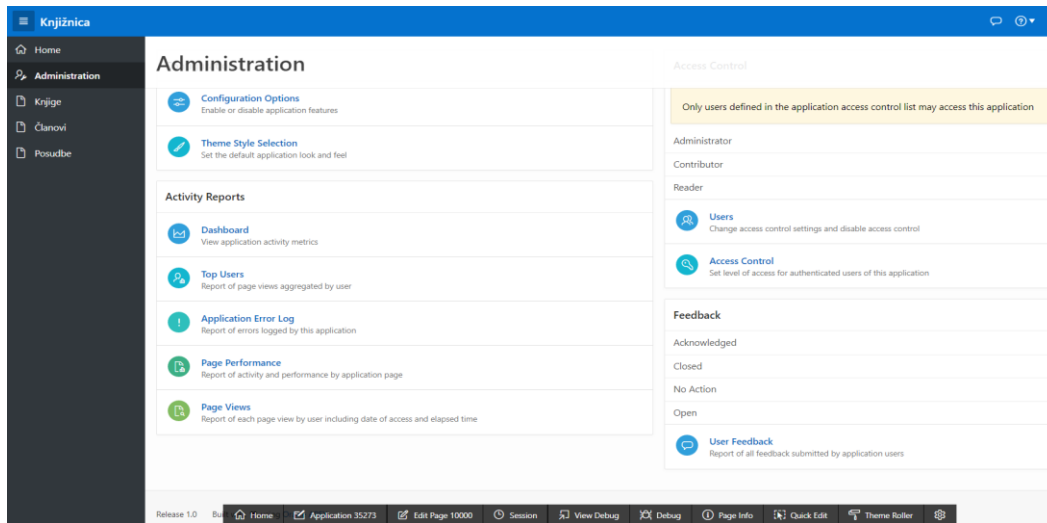 Knjižnica
Home
Administration
Knjige
Članovi
Posudbe
Administration
Configuration Options
Enable or disable application features
Theme Style Selection
Set the default application look and feel
Activity Reports
Dashboard
View application activity metrics
Top Users
Report of page views aggregated by user
Application Error Log
Report of errors logged by this application
Page Performance
Report of activity and performance by application page
Page Views
Report of each page view by user including date of access and elapsed time
Access Control
Only users defined in the application access control list may access this application
Administrator
Contributor
Reader
Users
Change access control settings and disable access control
Access Control
Set level of access for authenticated users of this application
Feedback
Acknowledged
Closed
No Action
Open
User Feedback
Report of all feedback submitted by application users
Release 1.0
Home Application 35273 Edit Page 10000 Session View Debug Debug Page Info Quick Edit Theme Roller